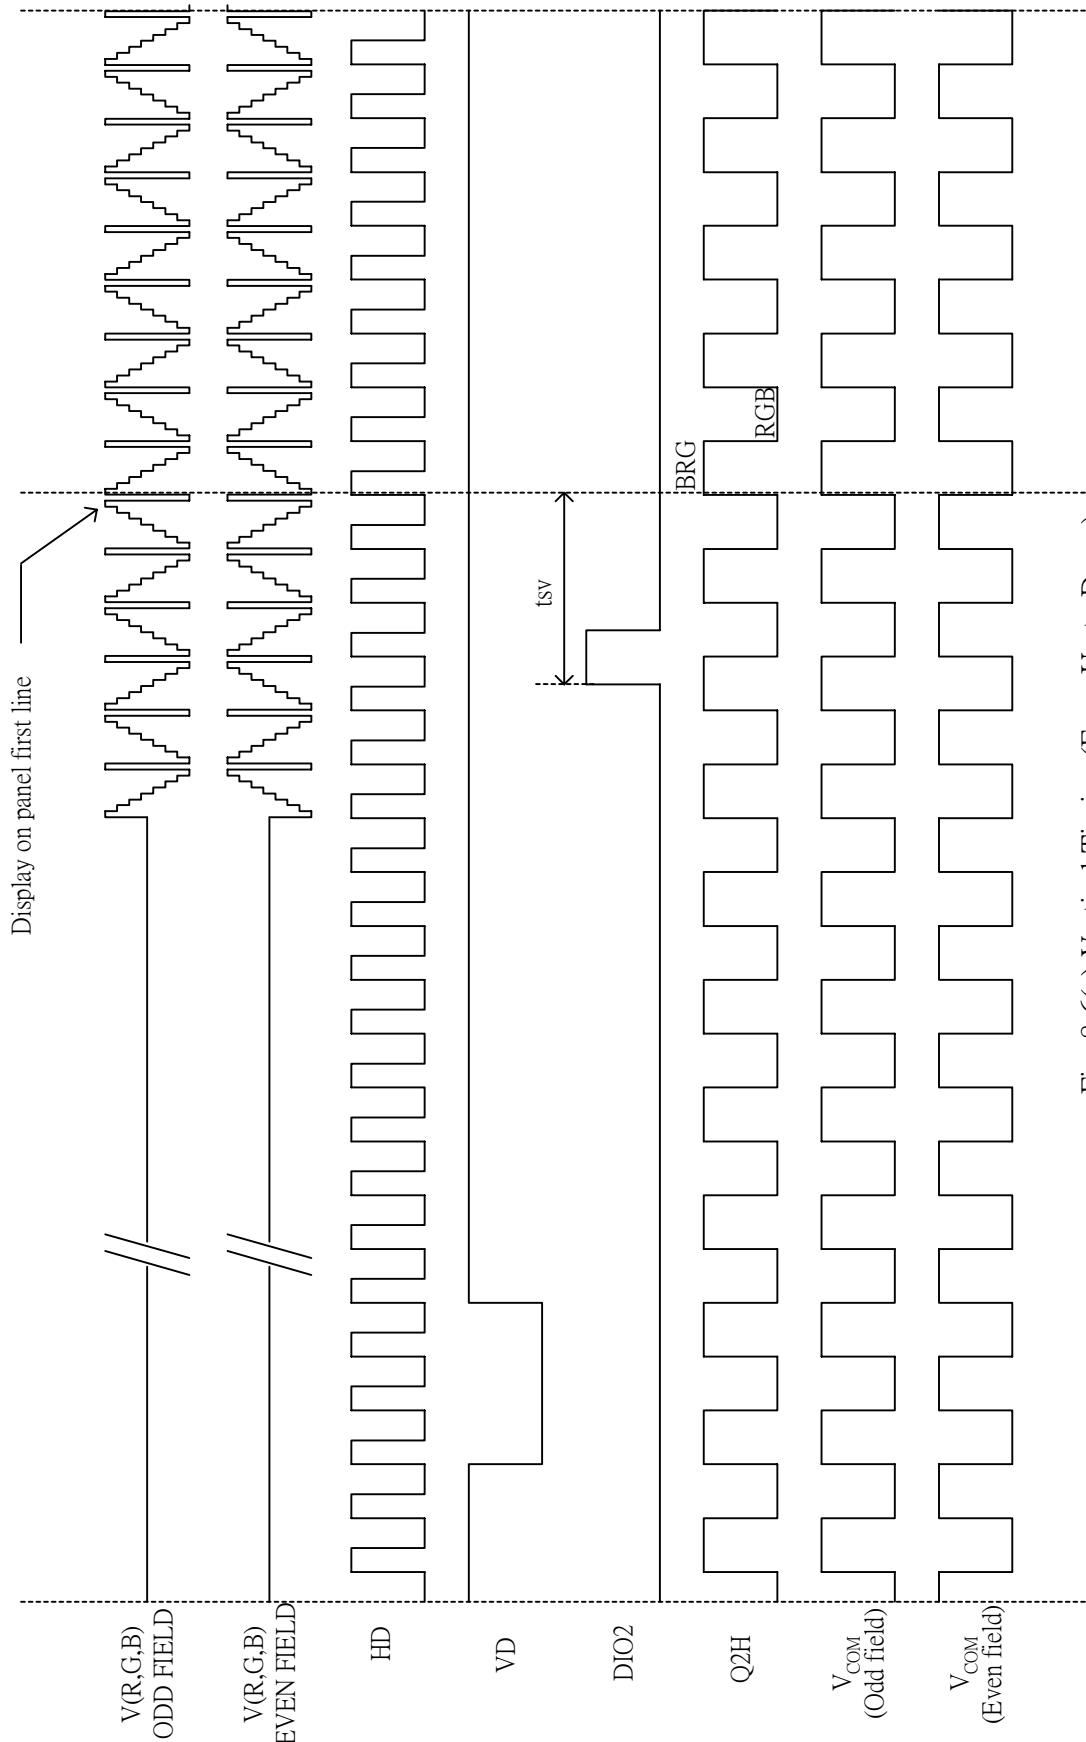 Display on panel first line
V(R,G,B)
ODD FIELD
V(R,G,B)
EVEN FIELD
HD
VD
tsv
DIO2
BRG
RGB
Q2H
VCOM
(Odd field)
VCOM
(Even field)